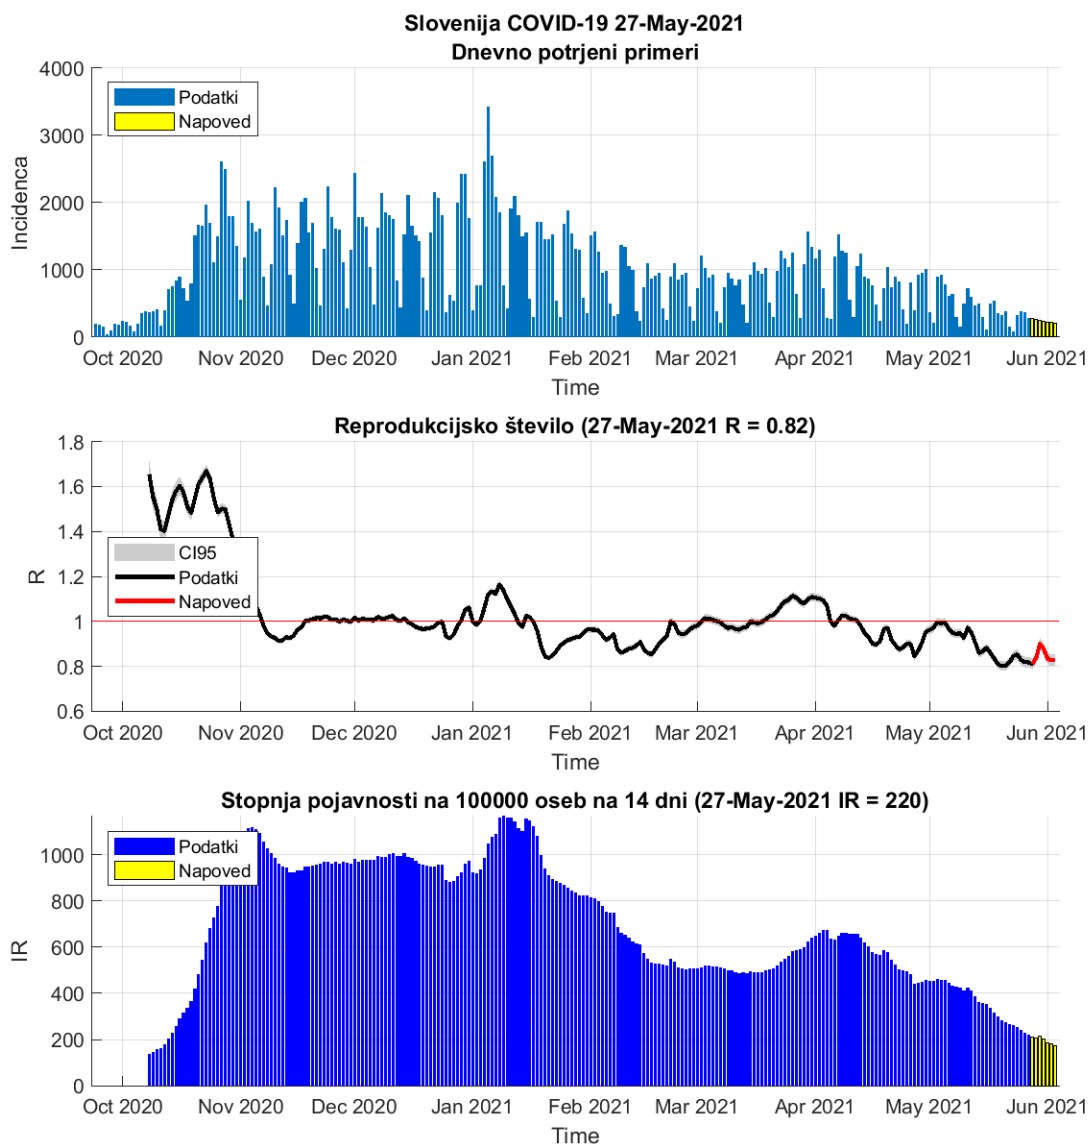 Slovenija COVID-19 27-May-2021
Dnevno potrjeni primeri
4000
3000
2000
1000
0
Incidenca
Podatki
Napoved
Oct 2020 Nov 2020 Dec 2020 Jan 2021 Feb 2021 Mar 2021 Apr 2021 May 2021 Jun 2021
Time
Reprodukcijsko število (27-May-2021 R = 0.82)
1.8
1.6
1.4
1.2
1
0.8
0.6
R
CI95
Podatki
Napoved
Oct 2020 Nov 2020 Dec 2020 Jan 2021 Feb 2021 Mar 2021 Apr 2021 May 2021 Jun 2021
Time
Stopnja pojavnosti na 100000 oseb na 14 dni (27-May-2021 IR = 220)
1000
800
600
400
200
0
IR
Podatki
Napoved
Oct 2020 Nov 2020 Dec 2020 Jan 2021 Feb 2021 Mar 2021 Apr 2021 May 2021 Jun 2021
Time